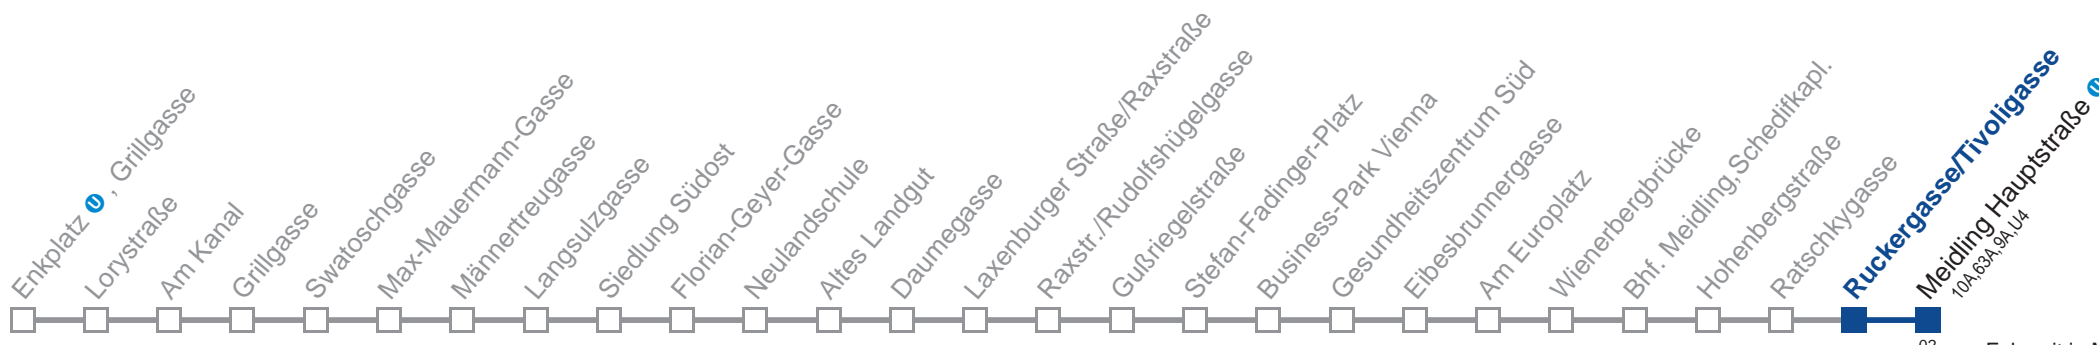 Enkplatz U, Grillgasse
Lorystraße
Am Kanal
Grillgasse
Swatoschgasse
Max-Mauermann-Gasse
Männertreugasse
Langsulzgasse
Siedlung Südost
Florian-Geyer-Gasse
Neulandschule
Altes Landgut
Daumegasse
Laxenburger Straße/Raxstraße
Raxstr./Rudolfshügelgasse
Gußriegelstraße
Stefan-Fadinger-Platz
Business-Park Vienna
Gesundheitszentrum Süd
Eibesbrunnergasse
Am Europlatz
Wienerbergbrücke
Bhf. Meidling,Schedifkapl.
Hohenbergstraße
Ratschkygasse
Ruckergasse/Tivoligasse
Meidling Hauptstraße U
10A,63A,9A,U4